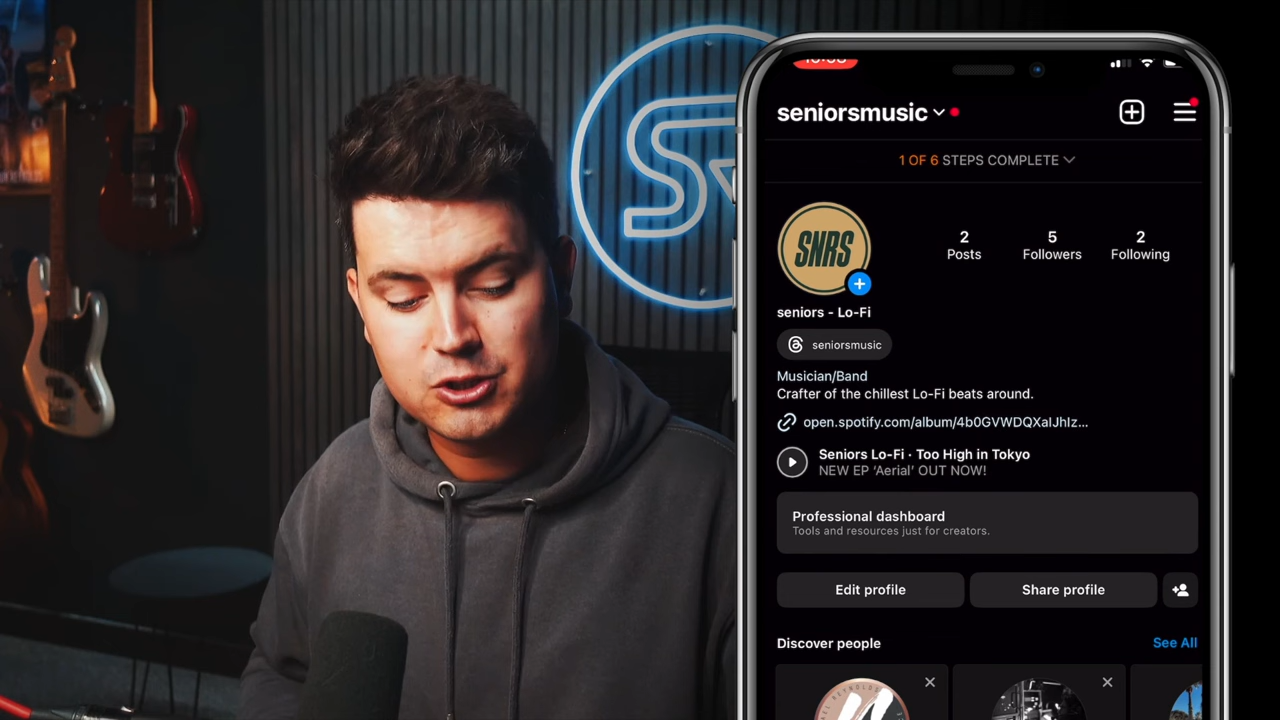 seniorsmusic
1 OF 6 STEPS COMPLETE
SNRS
2
Posts
5
Followers
2
Following
seniors - Lo-Fi
seniorsmusic
Musician/Band
Crafter of the chillest Lo-Fi beats around.
open.spotify.com/album/4b0GVWDQXaIJhIz...
Seniors Lo-Fi · Too High in Tokyo
NEW EP ‘Aerial’ OUT NOW!
Professional dashboard
Tools and resources just for creators.
Edit profile
Share profile
Discover people
See All